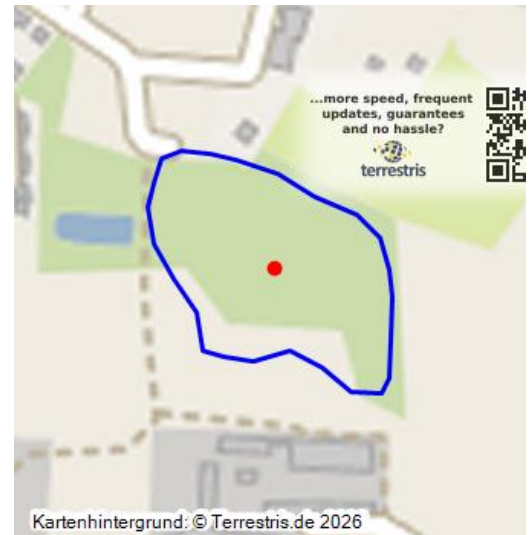 ...more speed, frequent
updates, guarantees
and no hassle?
terrestris
Kartenhintergrund: © Terrestris.de 2026